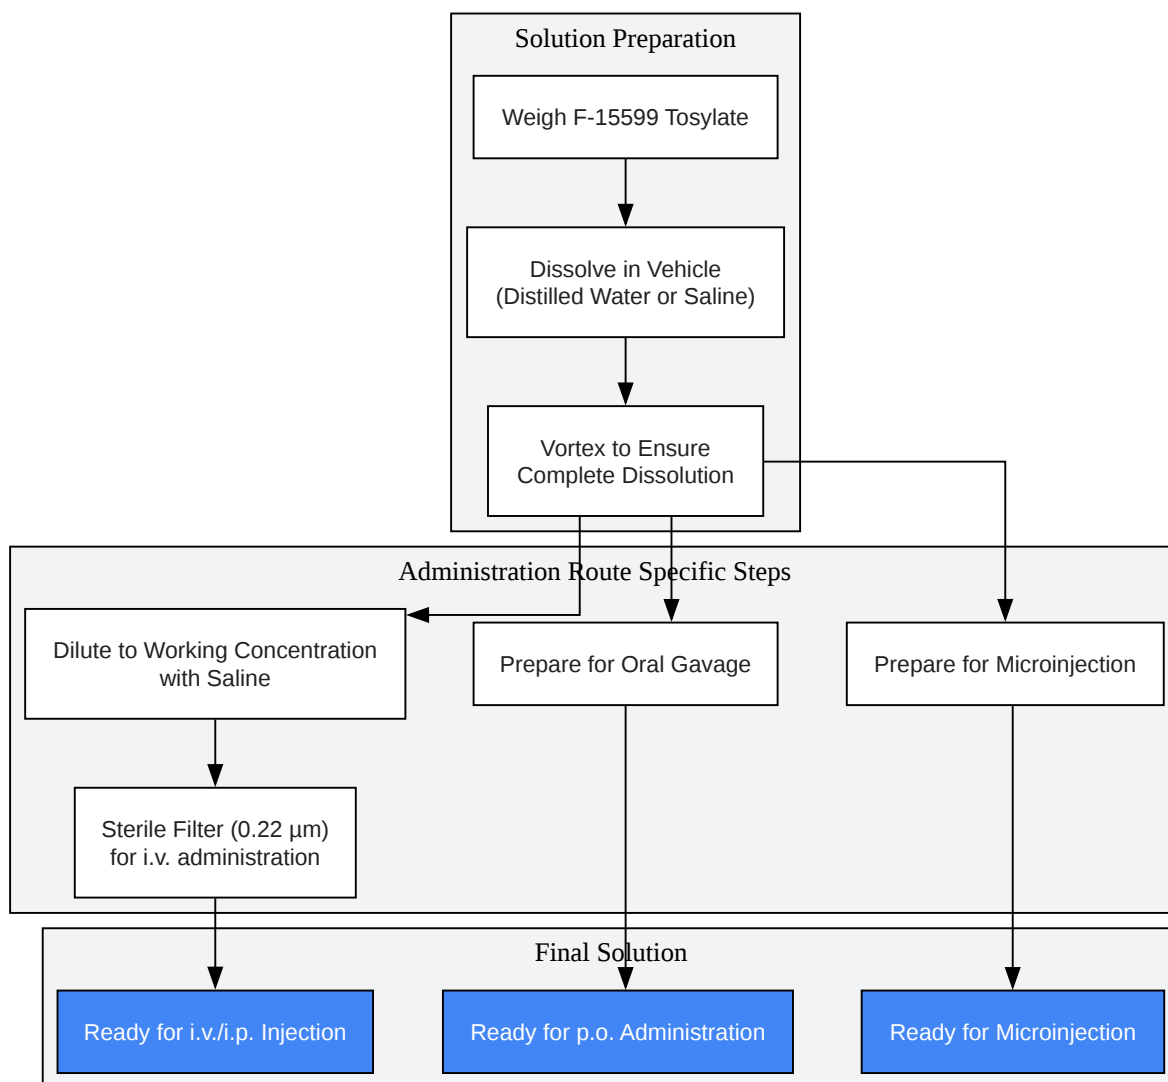 Solution Preparation
Weigh F-15599 Tosylate
Dissolve in Vehicle
(Distilled Water or Saline)
Vortex to Ensure
Complete Dissolution
Administration Route Specific Steps
Dilute to Working Concentration
with Saline
Prepare for Oral Gavage
Prepare for Microinjection
Sterile Filter (0.22 µm)
for i.v. administration
Final Solution
Ready for i.v./i.p. Injection
Ready for p.o. Administration
Ready for Microinjection